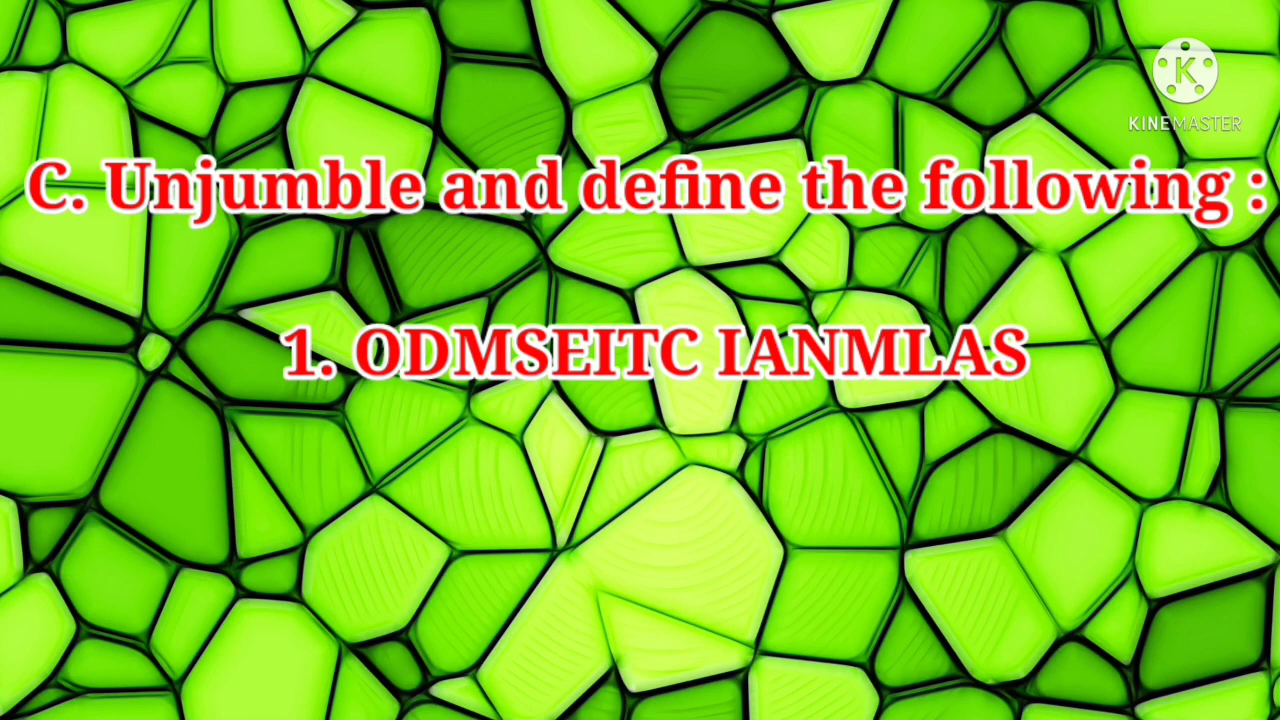 KINEMASTER
C. Unjumble and define the following :
1. ODMSEITC IANMLAS